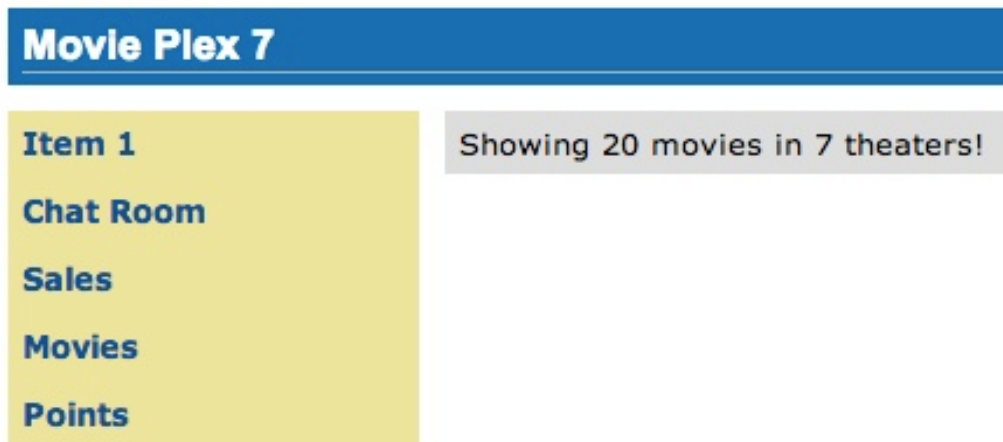 Movie Plex 7
Item 1
Chat Room
Sales
Movies
Points
Showing 20 movies in 7 theaters!